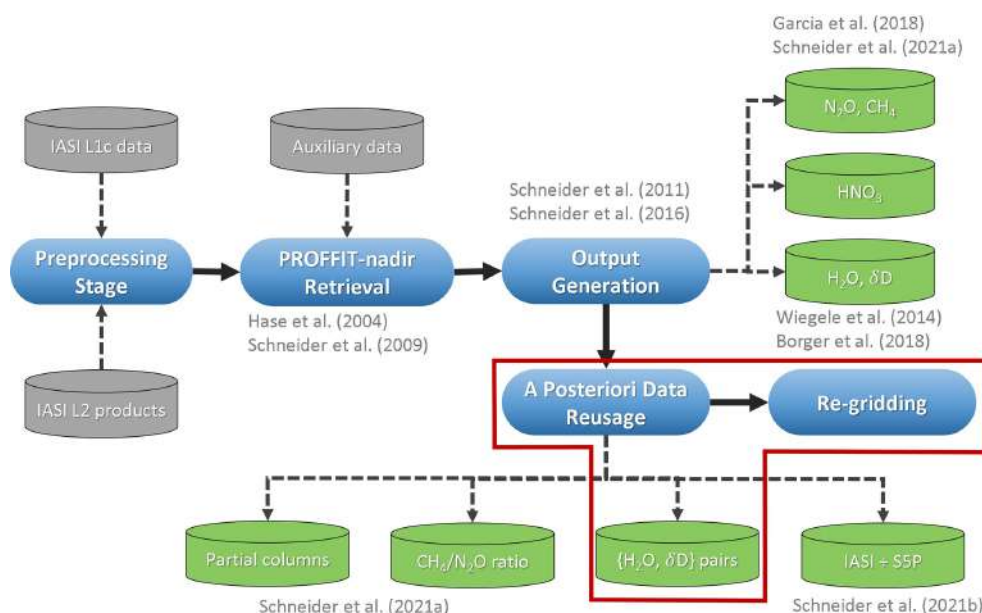 Garcia et al. (2018)
Schneider et al. (2021a)
N₂O, CH₄
IASI L1c data
Auxiliary data
HNO₃
Schneider et al. (2011)
Schneider et al. (2016)
Preprocessing
Stage
PROFFIT-nadir
Retrieval
Output
Generation
H₂O, δD
Hase et al. (2004)
Schneider et al. (2009)
Wiegele et al. (2014)
Borger et al. (2018)
IASI L2 products
A Posteriori Data
Reusage
Re-gridding
Partial columns
CH₄/N₂O ratio
{H₂O, δD} pairs
IASI + S5P
Schneider et al. (2021a)
Schneider et al. (2021b)